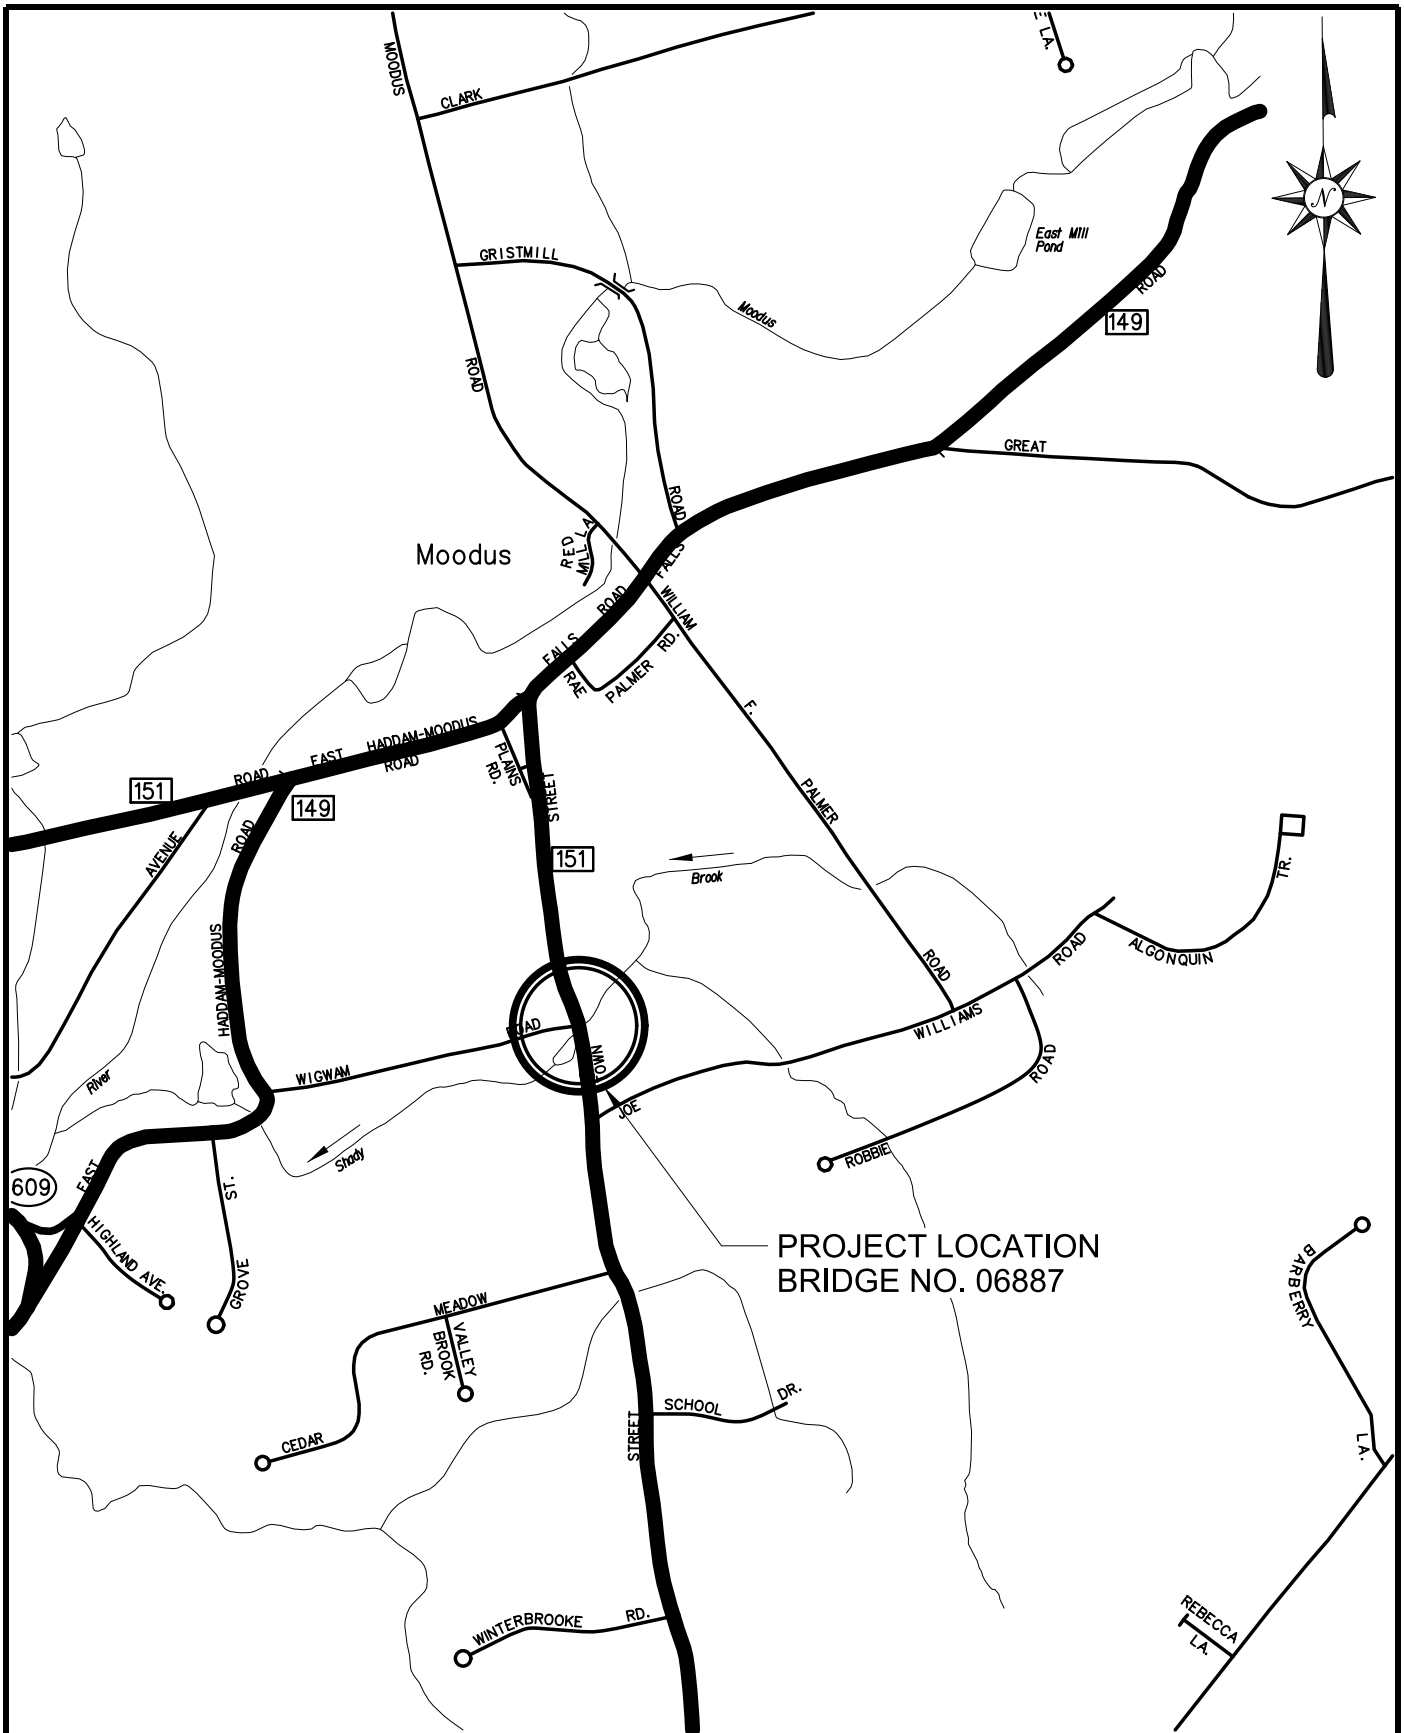 MOODUS
CLARK
E LA.
N
East Mill
Pond
GRISTMILL
Moodus
ROAD
149
ROAD
GREAT
ROAD
Moodus
RED
MILL LA.
FALLS
ROAD
WILLIAM
FALLS
RAE
PALMER RD.
F.
HADDAM-MOODUS
EAST
ROAD
ROAD
PLAINS
RD.
STREET
151
149
PALMER
AVENUE
ROAD
151
Brook
TR.
ALGONQUIN
ROAD
ROAD
HADDAM-MOODUS
ROAD
WILLIAMS
TOWN
ROAD
WIGWAM
River
JOE
Shady
ROBBIE
EAST
609
ST.
HIGHLAND AVE.
GROVE
PROJECT LOCATION
BRIDGE NO. 06887
BARBERRY
MEADOW
VALLEY
BROOK
RD.
SCHOOL
DR.
STREET
CEDAR
LA.
WINTERBROOKE
RD.
REBECCA
LA.